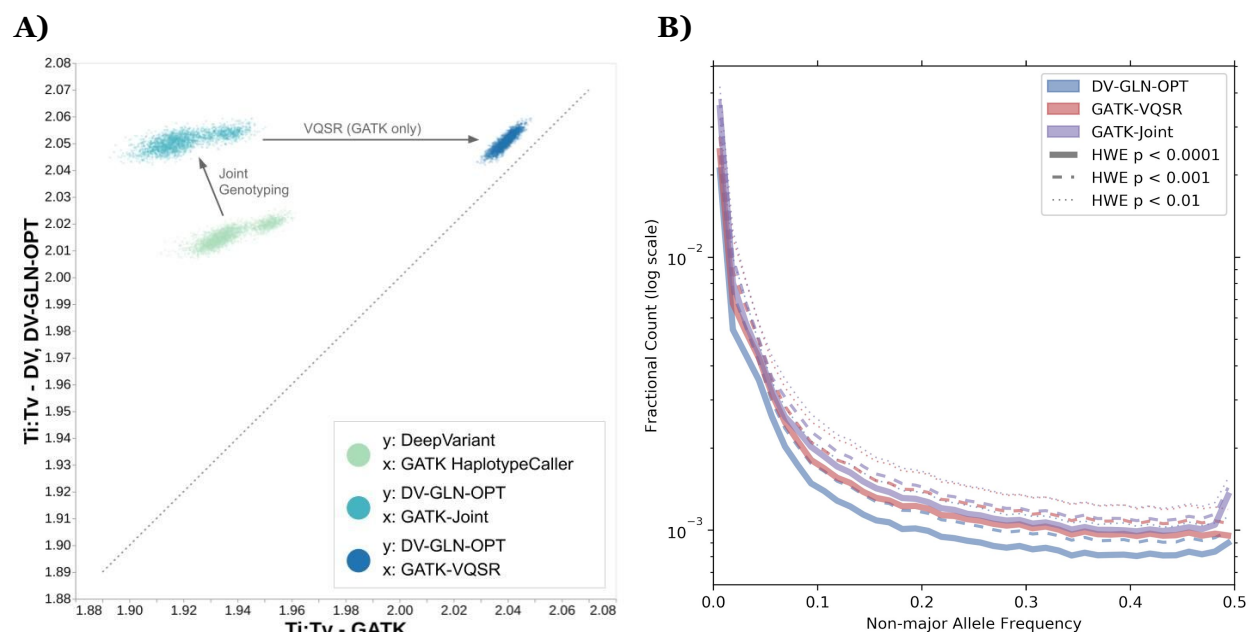 A)
2.08
2.07
2.06
2.05
2.04
2.03
2.02
2.01
2.00
1.99
1.98
1.97
1.96
1.95
1.94
1.93
1.92
1.91
1.90
1.89
1.88
Ti:Tv - DV, DV-GLN-OPT
VQSR (GATK only)
Joint
Genotyping
y: DeepVariant
x: GATK HaplotypeCaller
y: DV-GLN-OPT
x: GATK-Joint
y: DV-GLN-OPT
x: GATK-VQSR
1.88 1.90 1.92 1.94 1.96 1.98 2.00 2.02 2.04 2.06 2.08
Ti:Tv - GATK
B)
DV-GLN-OPT
GATK-VQSR
GATK-Joint
HWE p < 0.0001
HWE p < 0.001
HWE p < 0.01
Fractional Count (log scale)
10⁻²
10⁻³
0.0 0.1 0.2 0.3 0.4 0.5
Non-major Allele Frequency